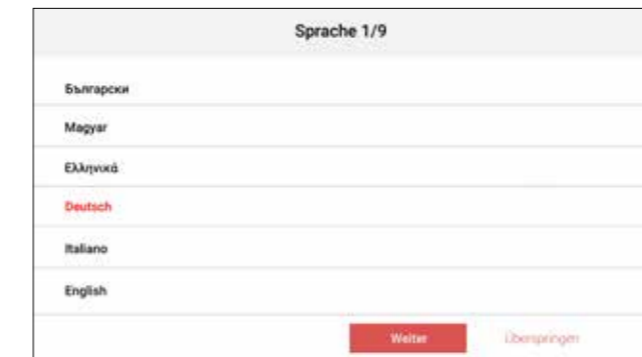 Sprache 1/9
Български
Magyar
Ελληνικά
Deutsch
Italiano
English
Weiter Überspringen